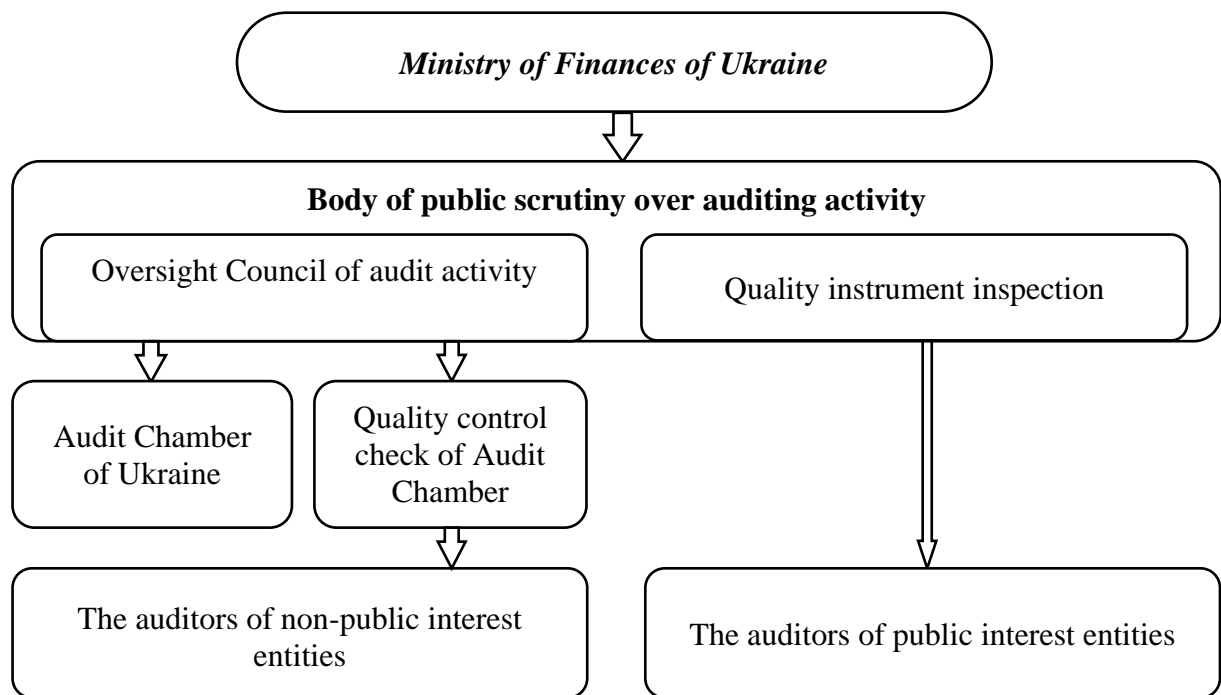 Ministry of Finances of Ukraine
Body of public scrutiny over auditing activity
Oversight Council of audit activity
Quality instrument inspection
Audit Chamber
of Ukraine
Quality control
check of Audit
Chamber
The auditors of non-public interest
entities
The auditors of public interest entities